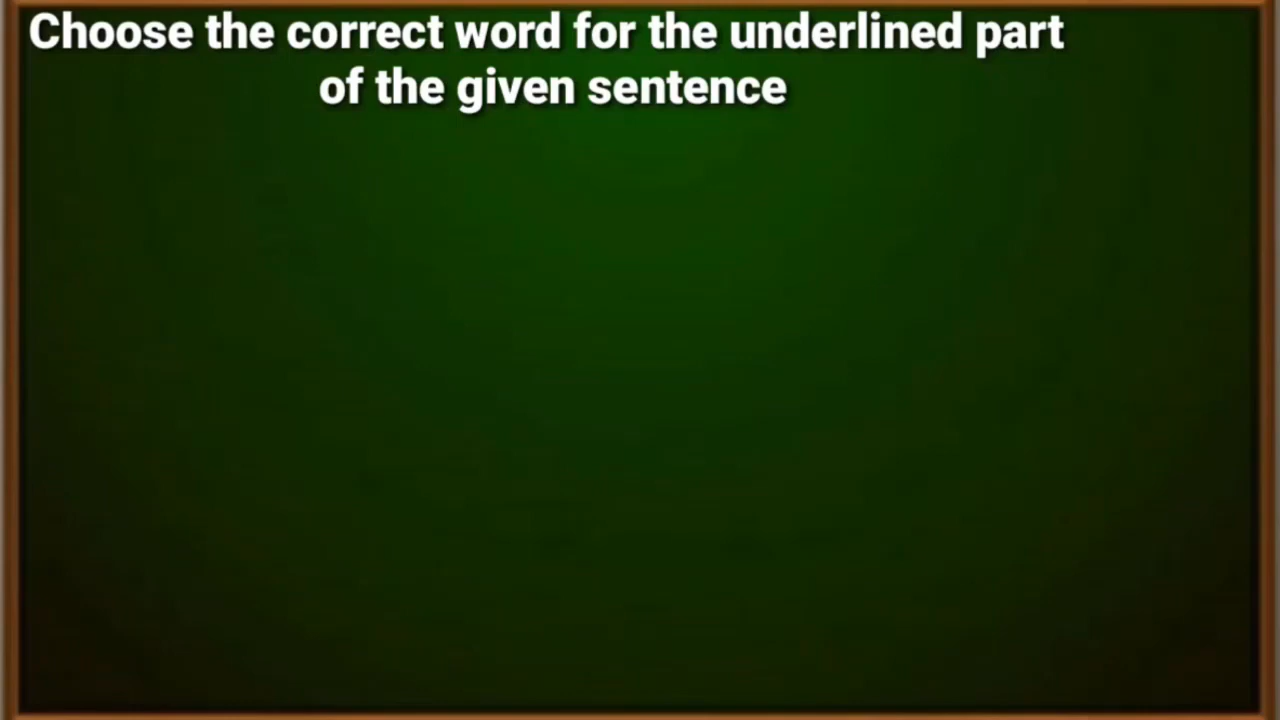 Choose the correct word for the underlined part
of the given sentence